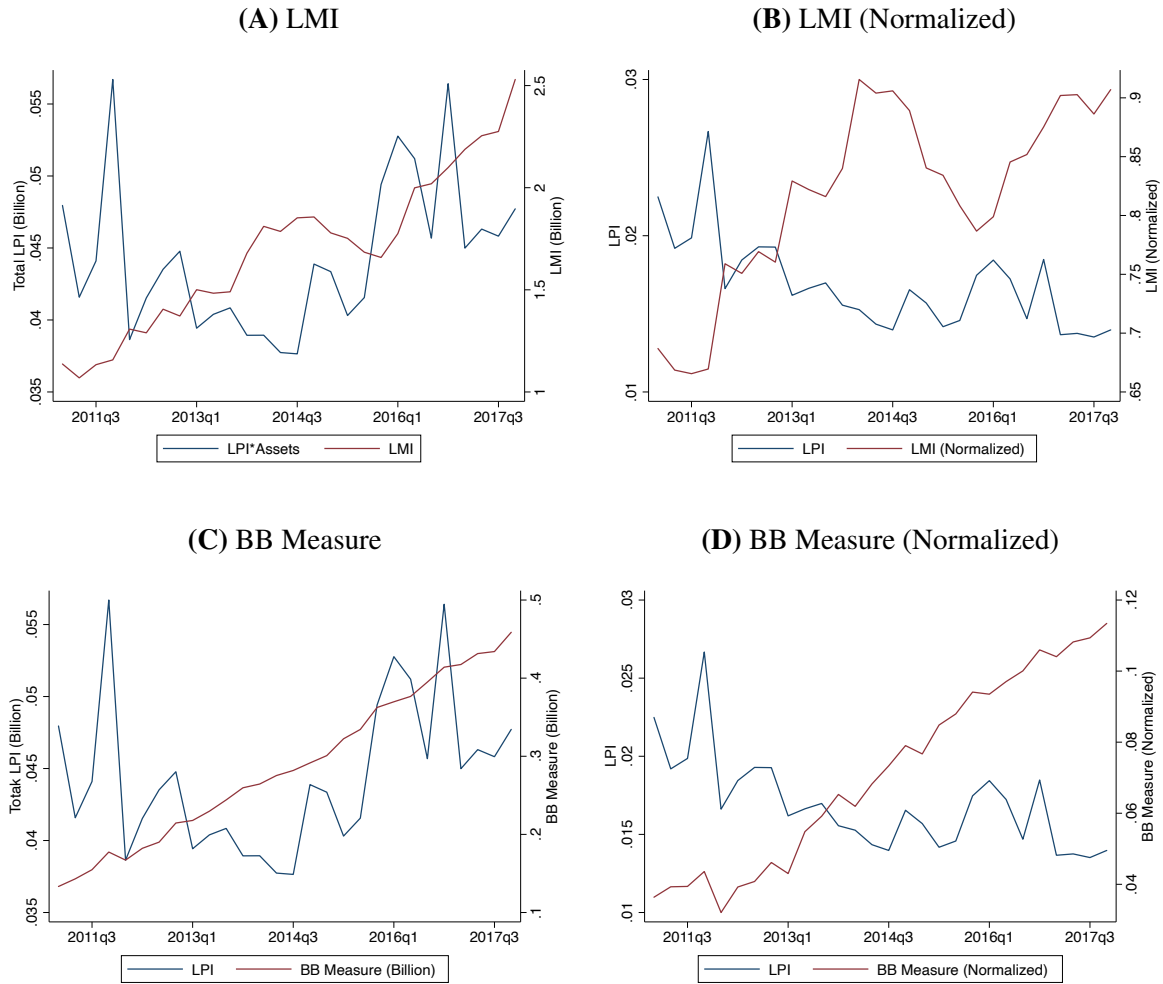 (A) LMI
(B) LMI (Normalized)
Total LPI (Billion)
.035 .04 .045 .05 .055
LMI (Billion)
1 1.5 2 2.5
2011q3 2013q1 2014q3 2016q1 2017q3
LPI*Assets LMI
LPI
.01 .02 .03
LMI (Normalized)
.65 .7 .75 .8 .85 .9
2011q3 2013q1 2014q3 2016q1 2017q3
LPI LMI (Normalized)
(C) BB Measure
(D) BB Measure (Normalized)
Totak LPI (Billion)
.035 .04 .045 .05 .055
BB Measure (Billion)
.1 .2 .3 .4 .5
2011q3 2013q1 2014q3 2016q1 2017q3
LPI BB Measure (Billion)
LPI
.01 .015 .02 .025 .03
BB Measure (Normalized)
.04 .06 .08 .1 .12
2011q3 2013q1 2014q3 2016q1 2017q3
LPI BB Measure (Normalized)